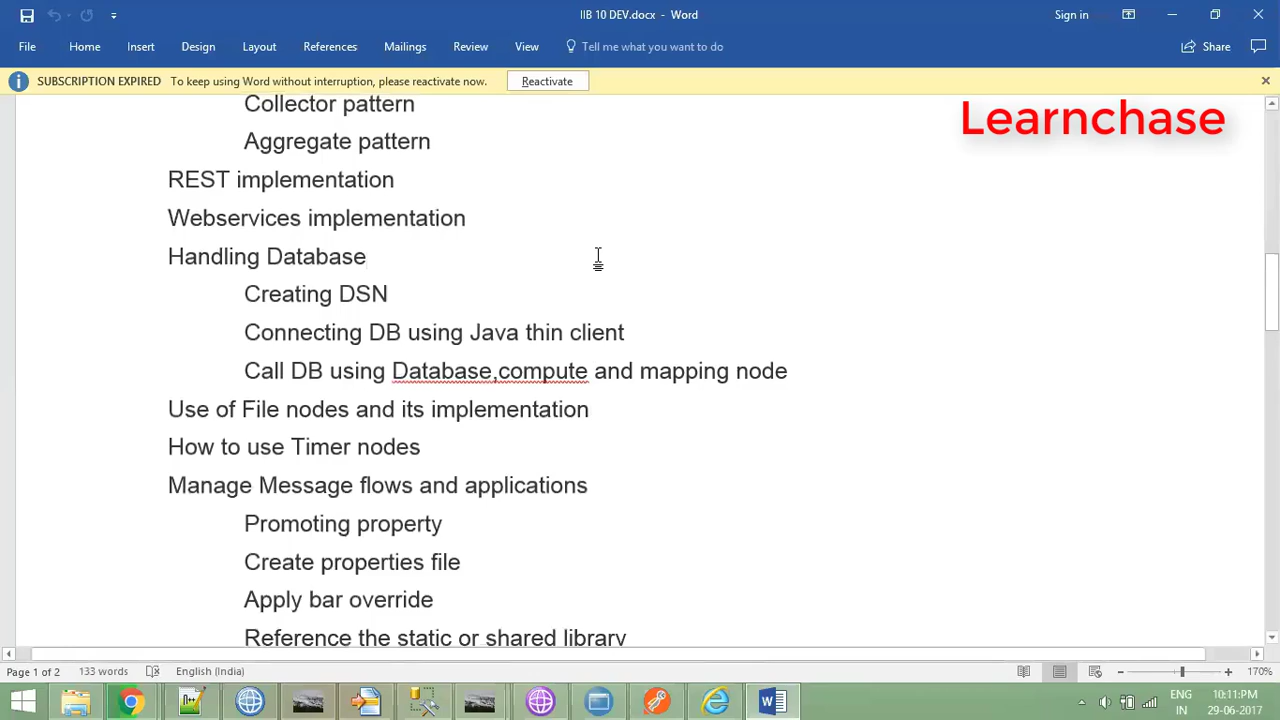 IIB 10 DEV.docx - Word
Sign in
File Home Insert Design Layout References Mailings Review View Tell me what you want to do Share
SUBSCRIPTION EXPIRED To keep using Word without interruption, please reactivate now. Reactivate
Learnchase
Collector pattern
Aggregate pattern
REST implementation
Webservices implementation
Handling Database
Creating DSN
Connecting DB using Java thin client
Call DB using Database,compute and mapping node
Use of File nodes and its implementation
How to use Timer nodes
Manage Message flows and applications
Promoting property
Create properties file
Apply bar override
Reference the static or shared library
Page 1 of 2 133 words English (India) 170%
ENG 10:11:PM
IN 29-06-2017